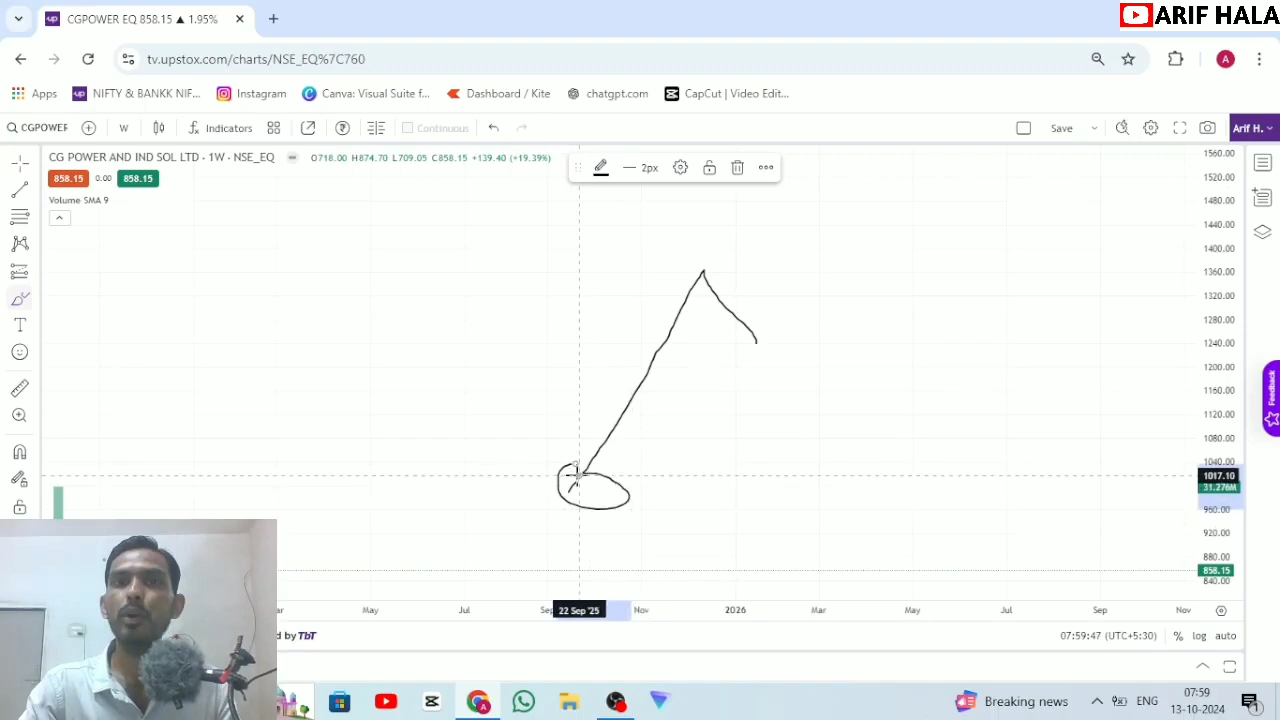 CGPOWER EQ 858.15 ▲ 1.95%
ARIF HALA
tv.upstox.com/charts/NSE_EQ%7C760
A
Apps
NIFTY & BANKK NIF...
Instagram
Canva: Visual Suite f...
Dashboard / Kite
chatgpt.com
CapCut | Video Edit...
CGPOWER
W
Indicators
Continuous
Save
Arif H.
CG POWER AND IND SOL LTD · 1W · NSE_EQ
O718.00 H874.70 L709.05 C858.15 +139.40 (+19.39%)
2px
858.15 0.00 858.15
Volume SMA 9
1560.00
1520.00
1480.00
1440.00
1400.00
1360.00
1320.00
1280.00
1240.00
1200.00
1160.00
1120.00
1080.00
1040.00
1017.10
31.276M
960.00
920.00
880.00
858.15
840.00
Feedback
May
Jul
22 Sep '25
Nov
2026
Mar
May
Jul
Sep
Nov
by TbT
07:59:47 (UTC+5:30)
% log auto
Breaking news
ENG
07:59
13-10-2024
1